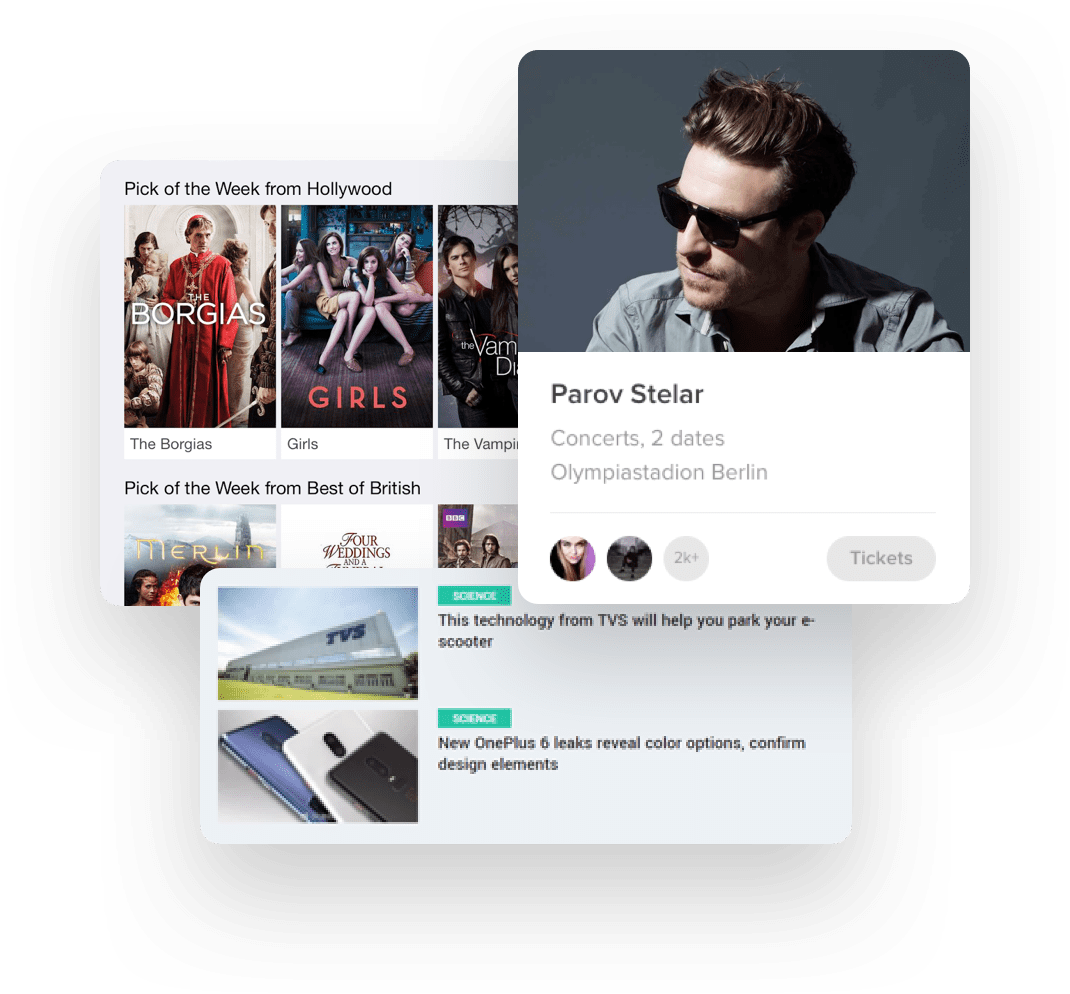 Pick of the Week from Hollywood
THE
BORGIAS
GIRLS
the Vam
Di
The Borgias
Girls
The Vampi
Pick of the Week from Best of British
MERLIN
FOUR
WEDDINGS
AND A
BBC
Parov Stelar
Concerts, 2 dates
Olympiastadion Berlin
2k+
Tickets
TVS
SCIENCE
This technology from TVS will help you park your e-
scooter
SCIENCE
New OnePlus 6 leaks reveal color options, confirm
design elements